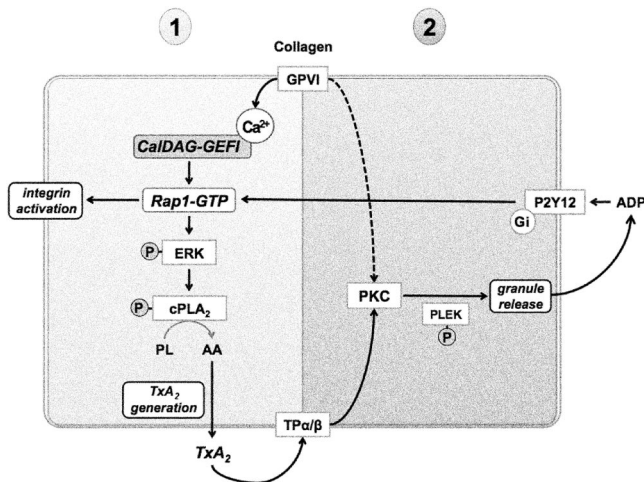 1
2
Collagen
GPVI
Ca2+
CalDAG-GEFI
integrin
activation
Rap1-GTP
P2Y12
ADP
Gi
P
ERK
P
cPLA2
PKC
granule
release
PLEK
P
PL
AA
TxA2
generation
TPα/β
TxA2